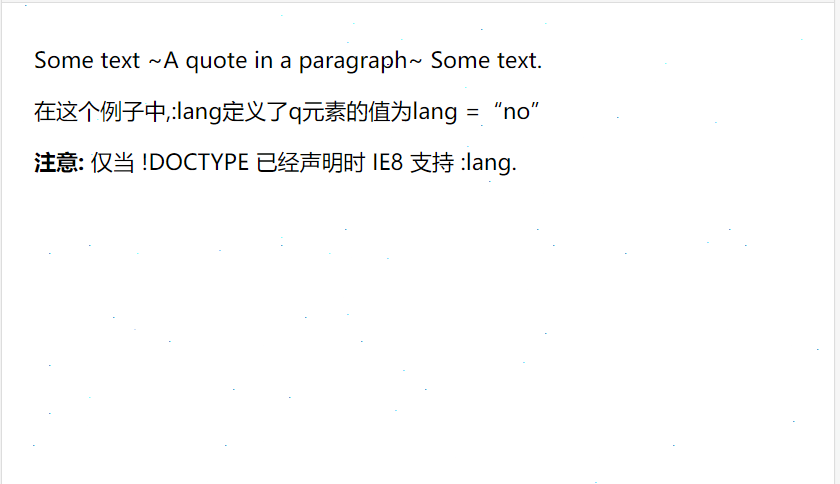 Some text ~A quote in a paragraph~ Some text.
在这个例子中,:lang定义了q元素的值为lang =“no”
注意: 仅当 !DOCTYPE 已经声明时 IE8 支持 :lang.